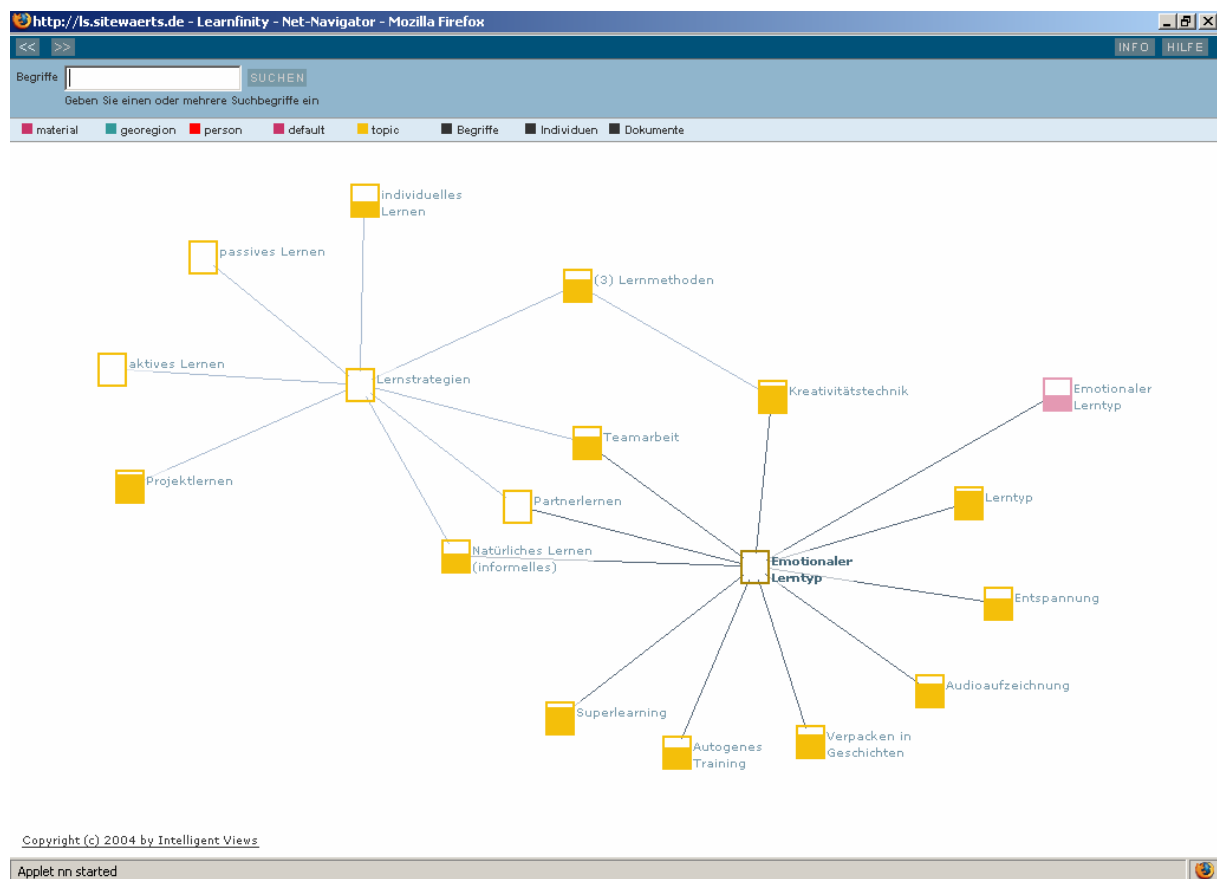 http://ls.sitewaerts.de - Learnfinity - Net-Navigator - Mozilla Firefox
<< >> INFO HILFE
Begriffe SUCHEN
Geben Sie einen oder mehrere Suchbegriffe ein
material georegion person default topic Begriffe Individuen Dokumente
individuelles
Lernen
passives Lernen
(3) Lernmethoden
aktives Lernen
Lernstrategien
Kreativitätstechnik
Emotionaler
Lerntyp
Teamarbeit
Projektlernen
Partnerlernen
Lerntyp
Natürliches Lernen
(informelles)
Emotionaler
Lerntyp
Entspannung
Audioaufzeichnung
Superlearning
Autogenes
Training
Verpacken in
Geschichten
Copyright (c) 2004 by Intelligent Views
Applet nn started